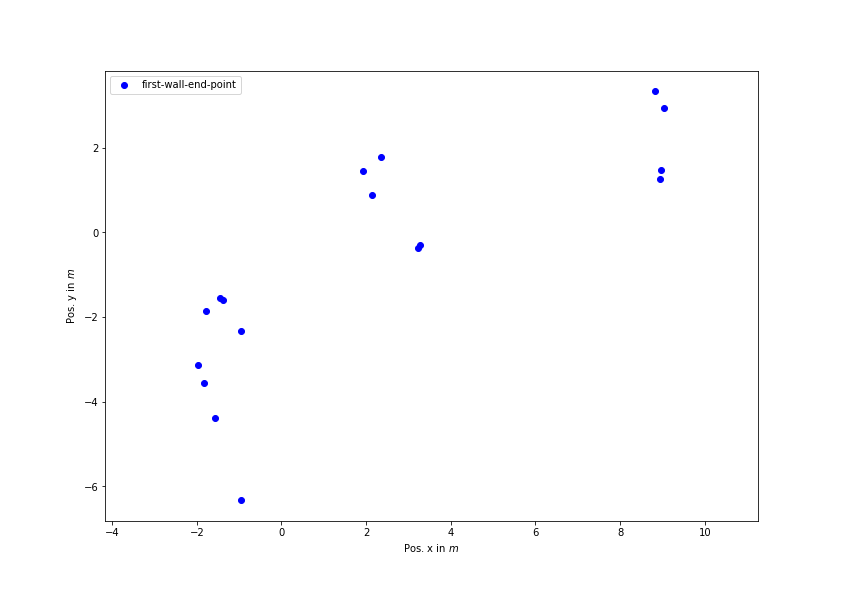 first-wall-end-point
2
0
−2
−4
−6
Pos. y in m
−4 −2 0 2 4 6 8 10
Pos. x in m